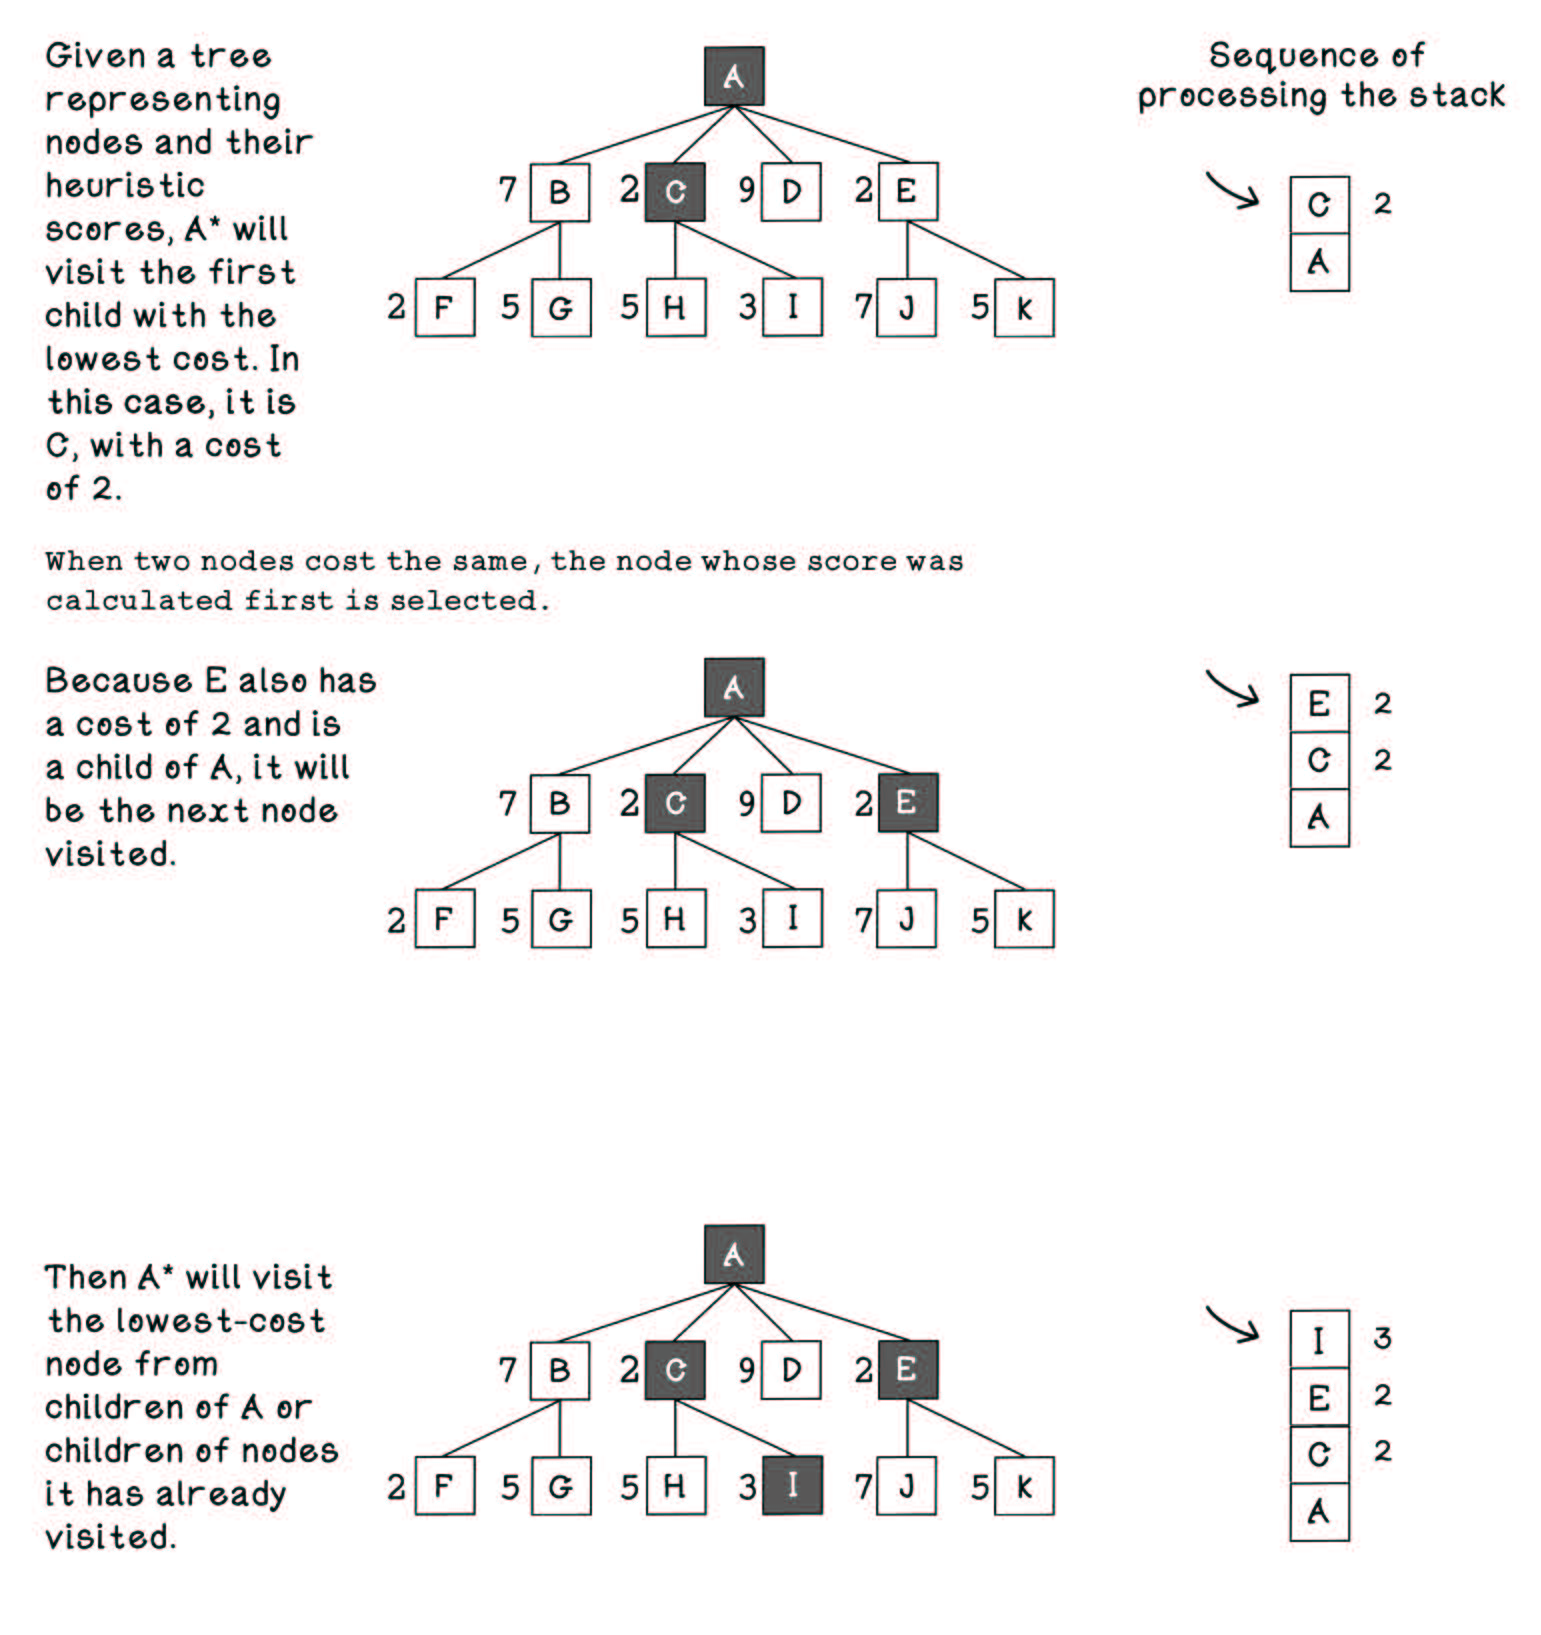 Given a tree
representing
nodes and their
heuristic
scores, A* will
visit the first
child with the
lowest cost. In
this case, it is
C, with a cost
of 2.
A
7 B 2 C 9 D 2 E
2 F 5 G 5 H 3 I 7 J 5 K
Sequence of
processing the stack
C 2
A
When two nodes cost the same, the node whose score was
calculated first is selected.
Because E also has
a cost of 2 and is
a child of A, it will
be the next node
visited.
A
7 B 2 C 9 D 2 E
2 F 5 G 5 H 3 I 7 J 5 K
E 2
C 2
A
Then A* will visit
the lowest-cost
node from
children of A or
children of nodes
it has already
visited.
A
7 B 2 C 9 D 2 E
2 F 5 G 5 H 3 I 7 J 5 K
I 3
E 2
C 2
A